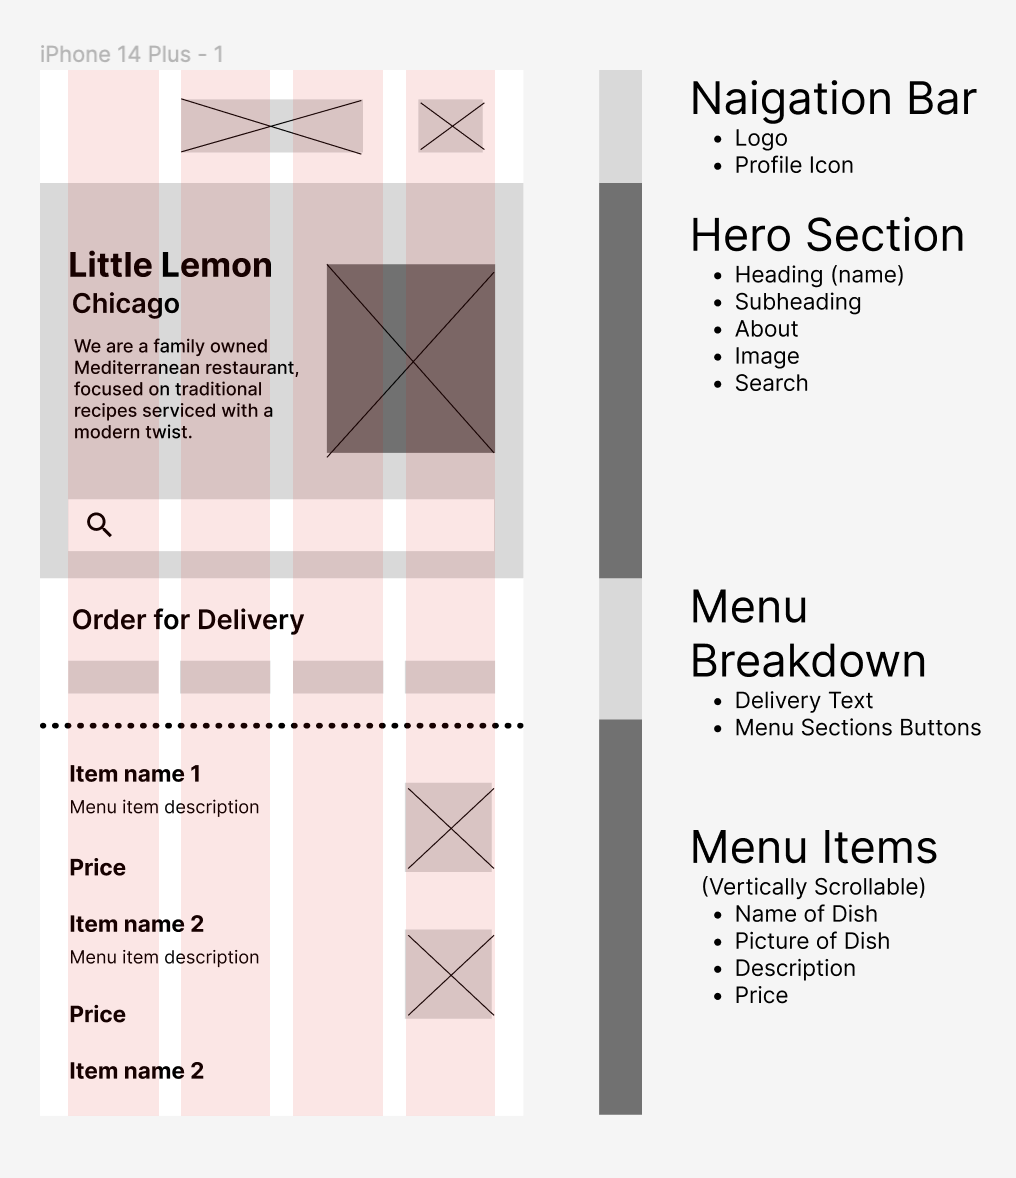 iPhone 14 Plus - 1
Little Lemon
Chicago
We are a family owned
Mediterranean restaurant,
focused on traditional
recipes serviced with a
modern twist.
Order for Delivery
Item name 1
Menu item description
Price
Item name 2
Menu item description
Price
Item name 2
Naigation Bar
• Logo
• Profile Icon
Hero Section
• Heading (name)
• Subheading
• About
• Image
• Search
Menu
Breakdown
• Delivery Text
• Menu Sections Buttons
Menu Items
(Vertically Scrollable)
• Name of Dish
• Picture of Dish
• Description
• Price